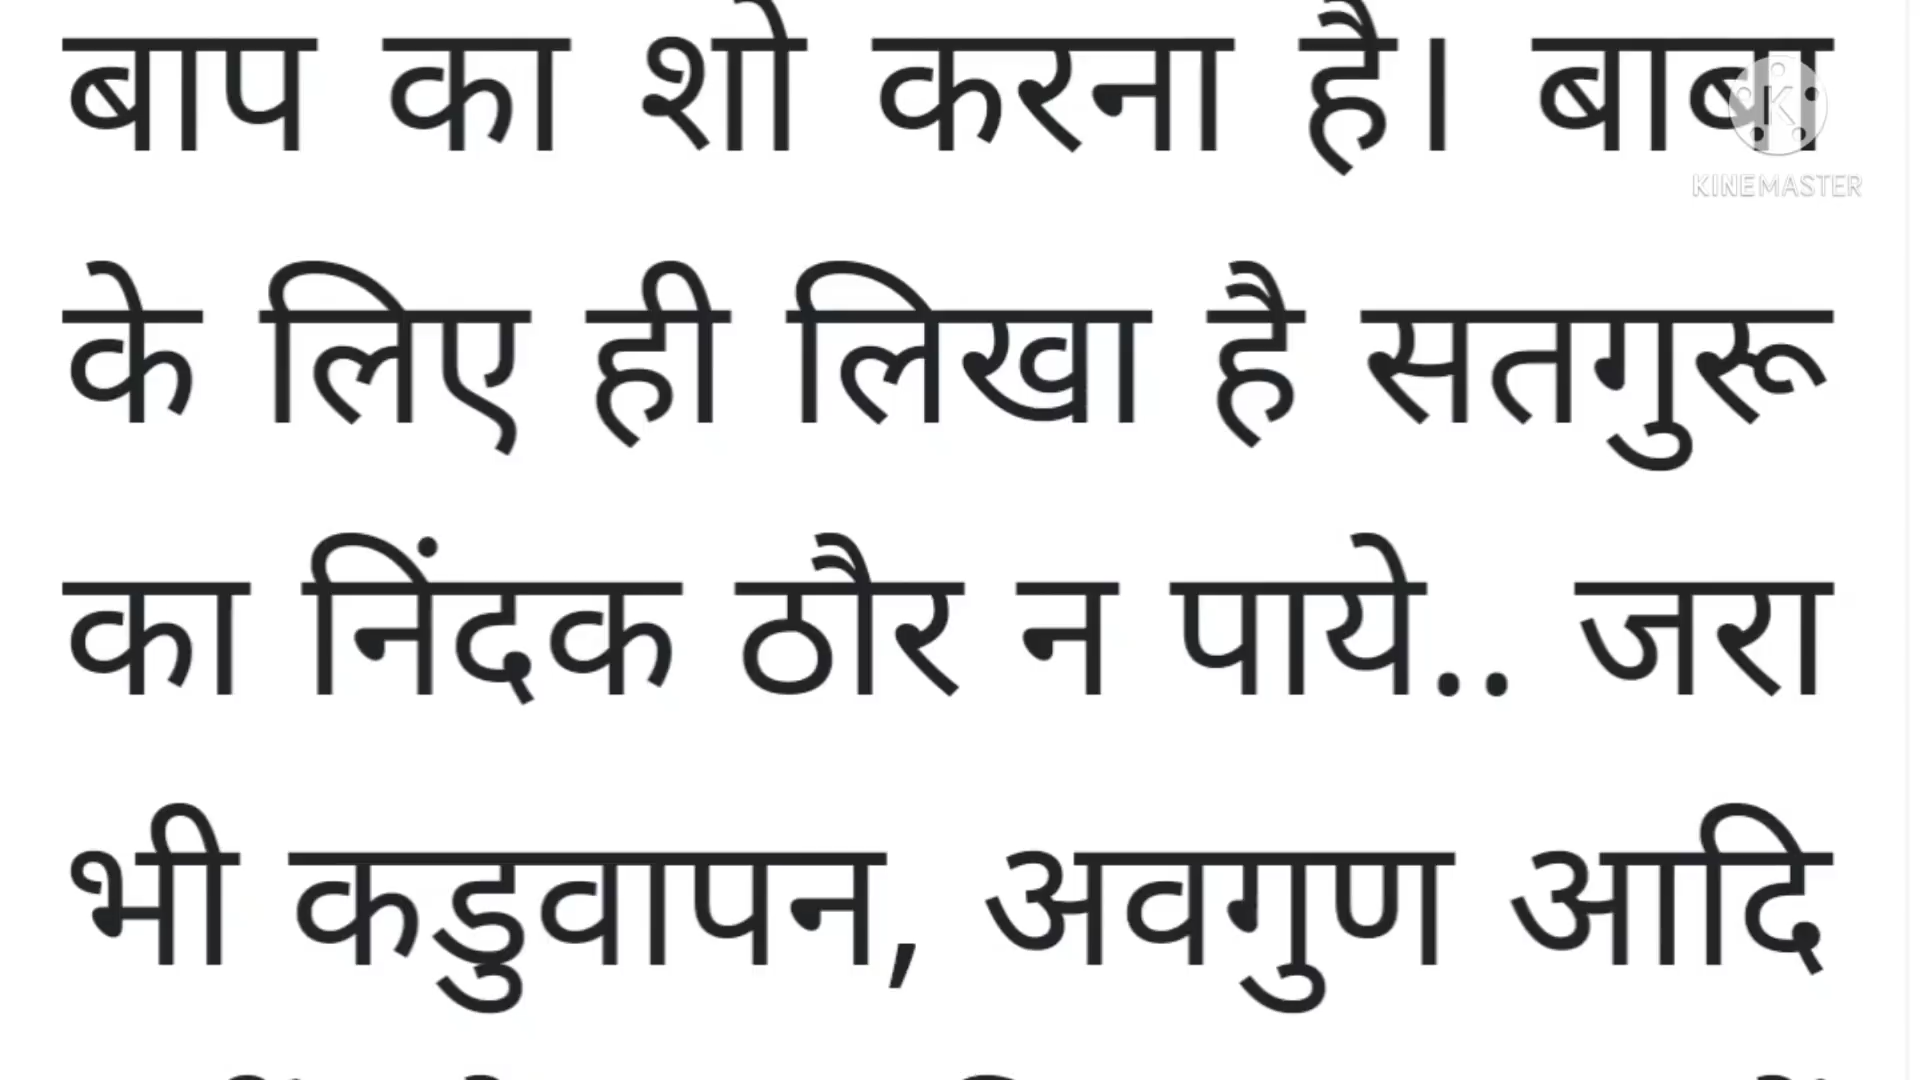 बाप का शो करना है। बाबा
KINEMASTER
के लिए ही लिखा है सतगुरू
का निंदक ठौर न पाये.. जरा
भी कडुवापन, अवगुण आदि